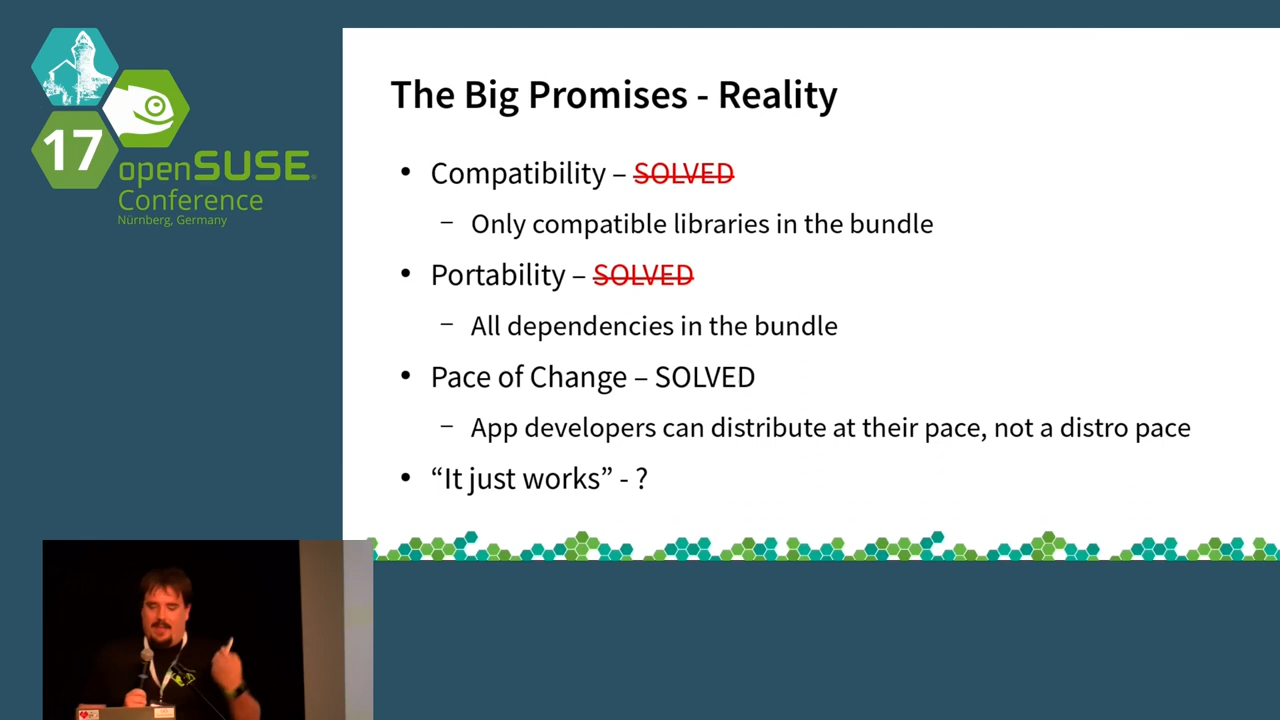 17
openSUSE
Conference
Nürnberg, Germany
The Big Promises - Reality
• Compatibility – SOLVED
– Only compatible libraries in the bundle
• Portability – SOLVED
– All dependencies in the bundle
• Pace of Change – SOLVED
– App developers can distribute at their pace, not a distro pace
• “It just works” - ?